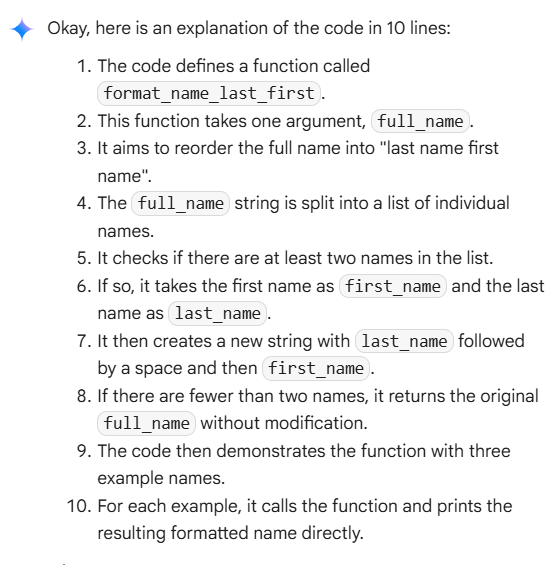 Okay, here is an explanation of the code in 10 lines:
1. The code defines a function called
format_name_last_first.
2. This function takes one argument, full_name.
3. It aims to reorder the full name into "last name first
name".
4. The full_name string is split into a list of individual
names.
5. It checks if there are at least two names in the list.
6. If so, it takes the first name as first_name and the last
name as last_name.
7. It then creates a new string with last_name followed
by a space and then first_name.
8. If there are fewer than two names, it returns the original
full_name without modification.
9. The code then demonstrates the function with three
example names.
10. For each example, it calls the function and prints the
resulting formatted name directly.